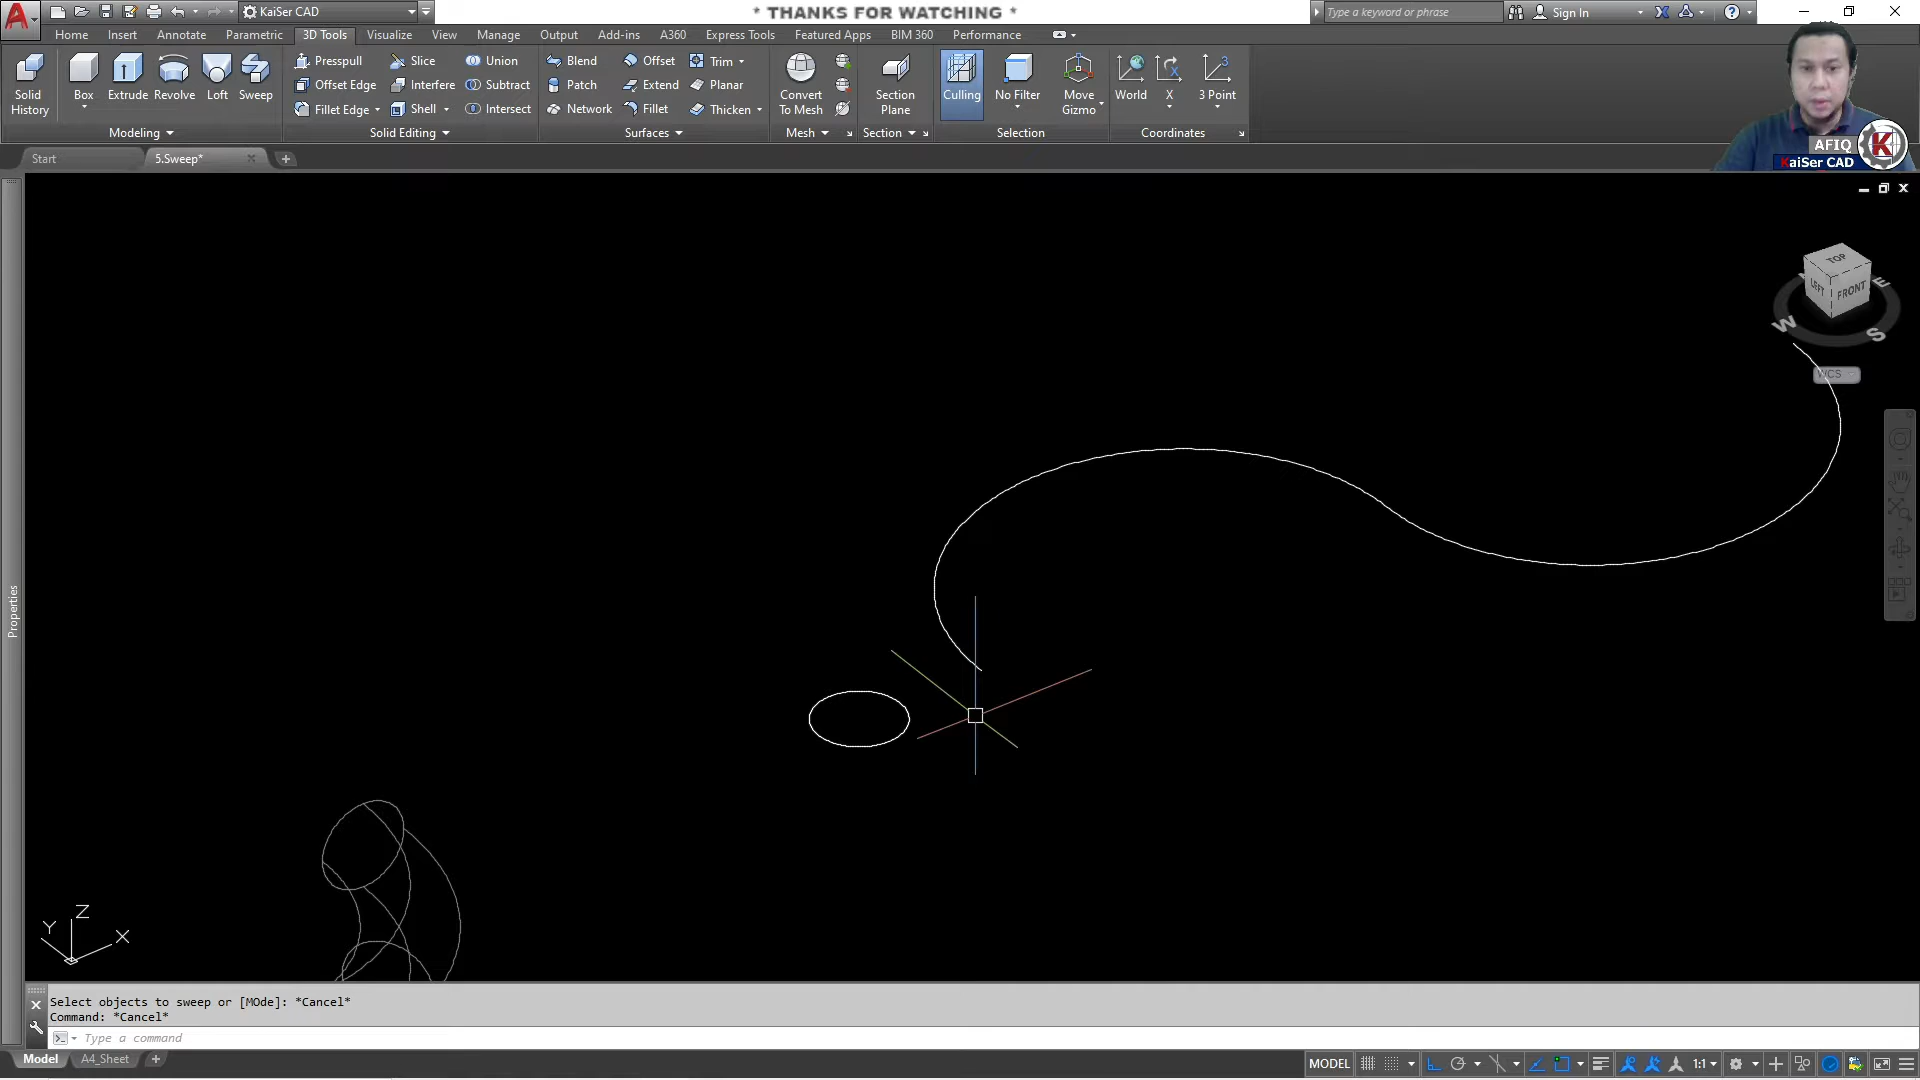 KaiSer CAD
* THANKS FOR WATCHING *
Type a keyword or phrase
Sign In
Home Insert Annotate Parametric 3D Tools Visualize View Manage Output Add-ins A360 Express Tools Featured Apps BIM 360 Performance
Solid History
Box
Extrude
Revolve
Loft
Sweep
Modeling
Presspull
Offset Edge
Fillet Edge
Slice
Interfere
Shell
Union
Subtract
Intersect
Solid Editing
Blend
Patch
Network
Offset
Extend
Fillet
Trim
Planar
Thicken
Surfaces
Convert To Mesh
Mesh
Section Plane
Section
Culling
No Filter
Move Gizmo
Selection
World
X
3 Point
Coordinates
AFIQ
KaiSer CAD
K
Start
5.Sweep*
TOP
LEFT
FRONT
E
W
S
WCS
Properties
Z
Y
X
Select objects to sweep or [MOde]: *Cancel*
Command: *Cancel*
Type a command
Model
A4_Sheet
MODEL
1:1